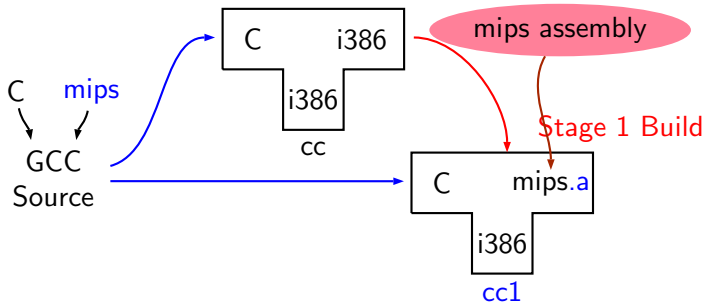 C i386
i386
cc
mips assembly
C mips
GCC
Source
Stage 1 Build
C mips.a
i386
cc1